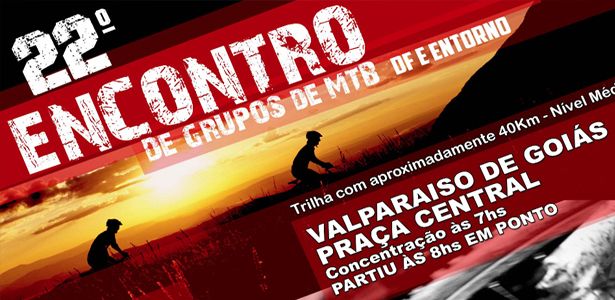 22º
ENCONTRO
DE GRUPOS DE MTB DF E ENTORNO
Trilha com aproximadamente 40Km - Nível Méd
VALPARAISO DE GOIÁS
PRAÇA CENTRAL
Concentração às 7hs
PARTIU ÀS 8hs EM PONTO